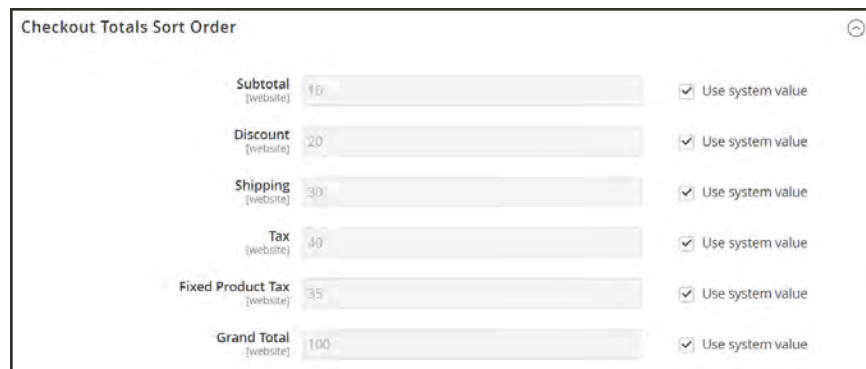 Checkout Totals Sort Order
Subtotal 10 Use system value
[website]
Discount 20 Use system value
[website]
Shipping 30 Use system value
[website]
Tax 40 Use system value
[website]
Fixed Product Tax 35 Use system value
[website]
Grand Total 100 Use system value
[website]